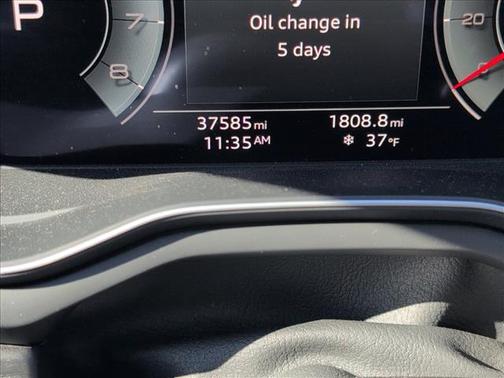 P
7
8
Oil change in
5 days
20
37585 mi
1808.8 mi
11:35 AM
❄ 37°F